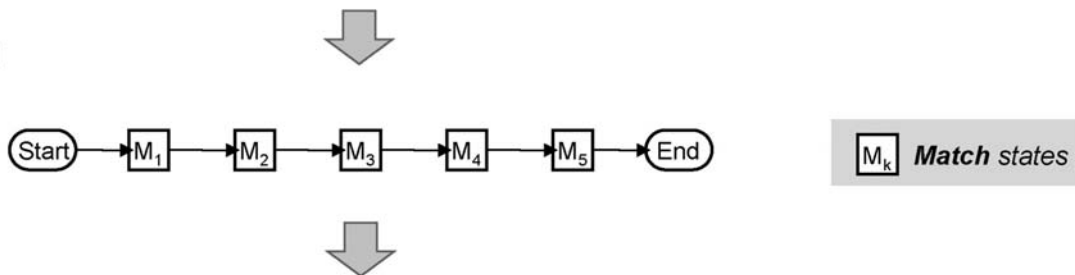 Start M₁ M₂ M₃ M₄ M₅ End
Mₖ Match states